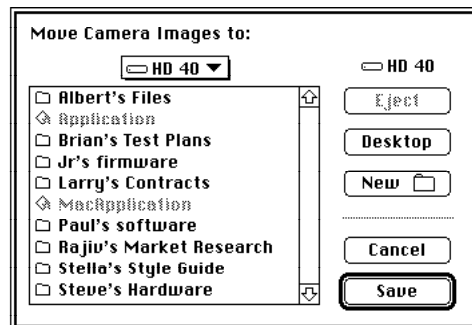 Move Camera Images to:
HD 40
HD 40
Albert's Files
Application
Brian's Test Plans
Jr's firmware
Larry's Contracts
MacApplication
Paul's software
Rajiv's Market Research
Stella's Style Guide
Steve's Hardware
Eject
Desktop
New
Cancel
Save